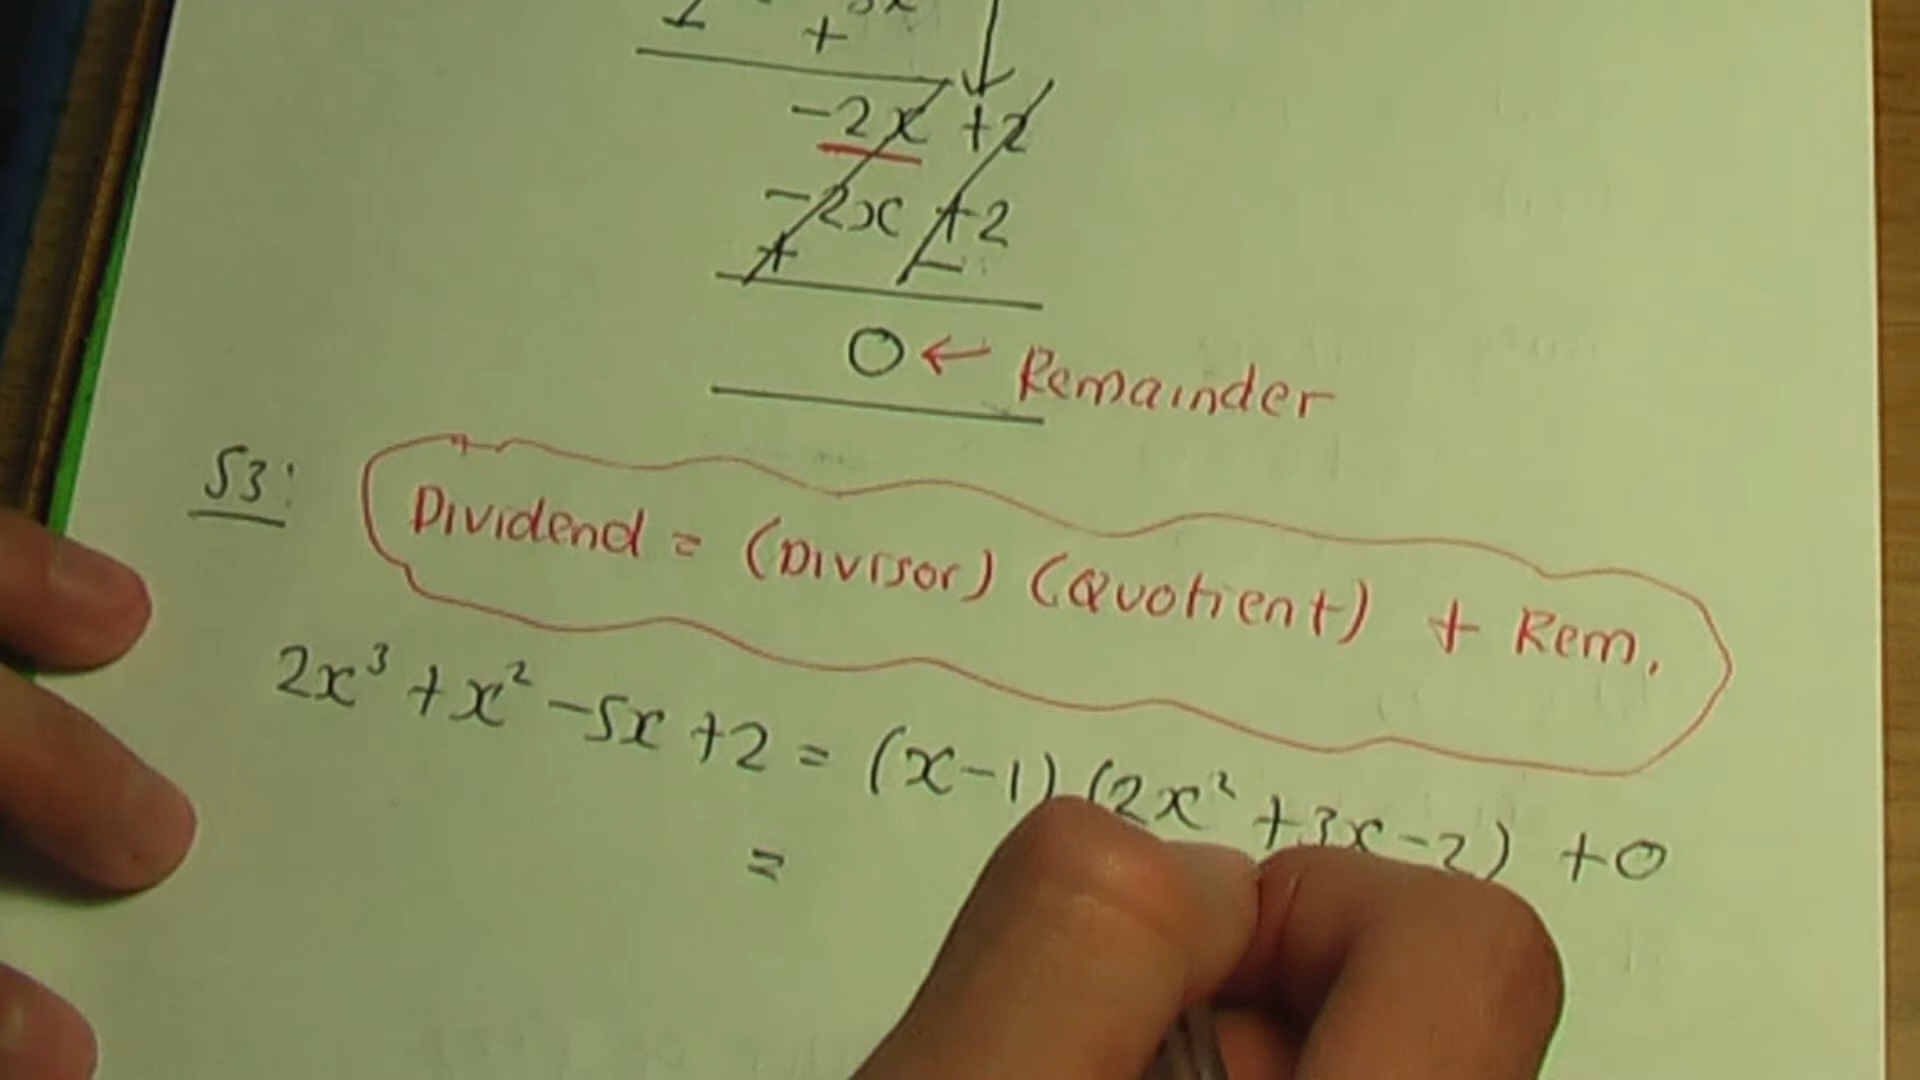 +
-2x +2
-2x +2
+ -
0 ← Remainder
S3:
Dividend = (Divisor) (Quotient) + Rem.
2x³ + x² - 5x + 2 = (x-1) (2x² + 3x - 2) + 0
=